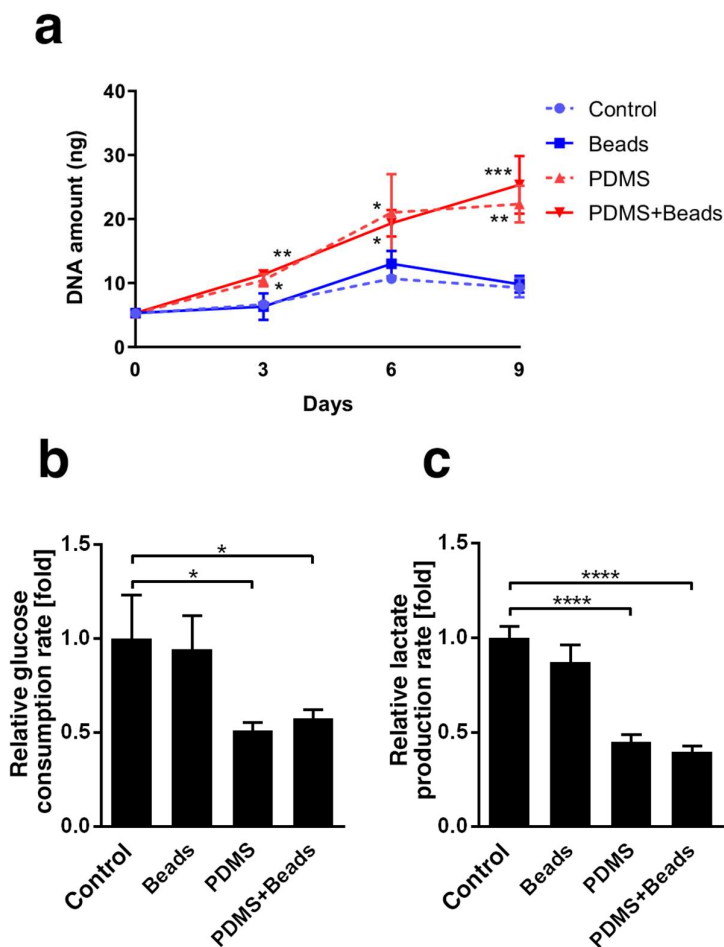 a
DNA amount (ng)
40
30
20
10
0
0 3 6 9
Days
** * * * *** **
Control
Beads
PDMS
PDMS+Beads
b
Relative glucose
consumption rate [fold]
1.5
1.0
0.5
0.0
*
*
Control Beads PDMS PDMS+Beads
c
Relative lactate
production rate [fold]
1.5
1.0
0.5
0.0
****
****
Control Beads PDMS PDMS+Beads